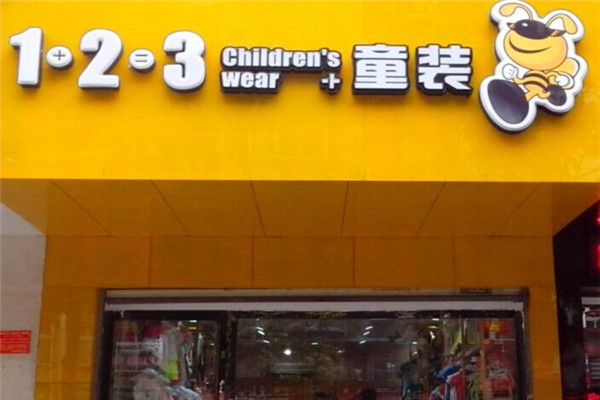 1+2=3 Children's wear + 童装